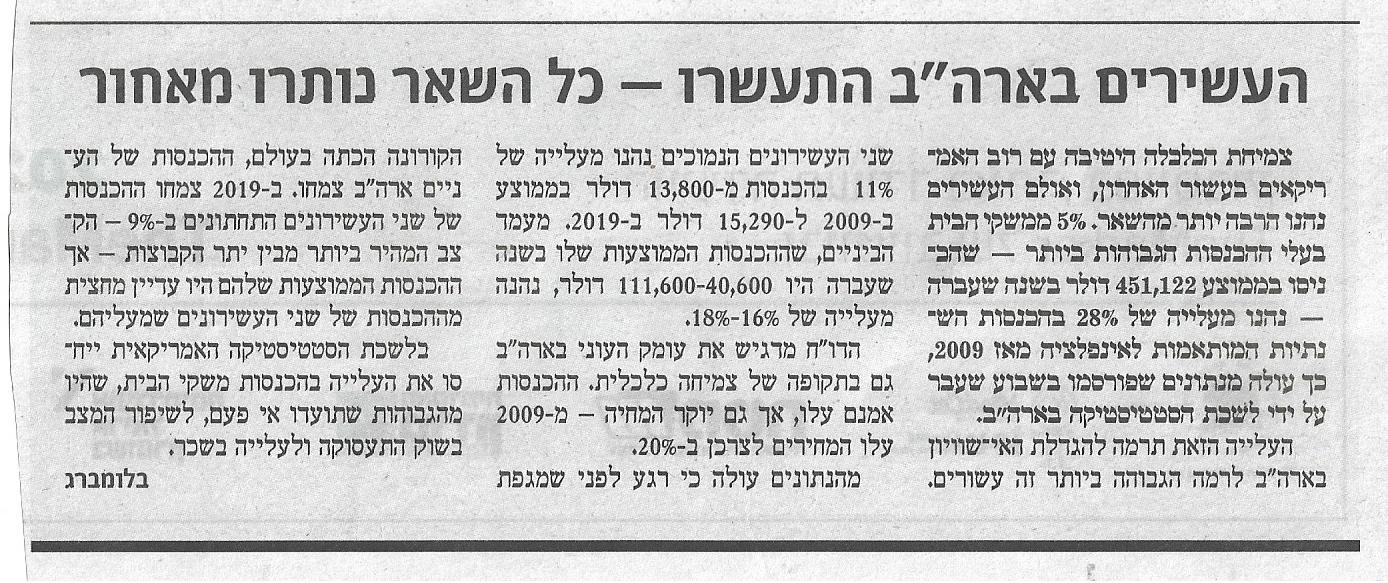 העשירים בארה"ב התעשרו – כל השאר נותרו מאחור
צמיחת הכלכלה היטיבה עם רוב האמ־
ריקאים בעשור האחרון, ואולם העשירים
נהנו הרבה יותר מהשאר. 5% ממשקי הבית
בעלי ההכנסות הגבוהות ביותר – שהכ־
ניסו בממוצע 451,122 דולר בשנה שעברה
– נהנו מעלייה של 28% בהכנסות הש־
נתיות המותאמות לאינפלציה מאז 2009,
כך עולה מנתונים שפורסמו בשבוע שעבר
על ידי לשכת הסטטיסטיקה בארה"ב.
העלייה הזאת תרמה להגדלת האי־שוויון
בארה"ב לרמה הגבוהה ביותר זה עשורים.
שני העשירונים הנמוכים נהנו מעלייה של
11% בהכנסות מ-13,800 דולר בממוצע
ב-2009 ל-15,290 דולר ב-2019. מעמד
הביניים, שההכנסות הממוצעות שלו בשנה
שעברה היו 111,600-40,600 דולר, נהנה
מעלייה של 18%-16%.
הדו"ח מדגיש את עומק העוני בארה"ב
גם בתקופה של צמיחה כלכלית. ההכנסות
אמנם עלו, אך גם יוקר המחיה – מ-2009
עלו המחירים לצרכן ב-20%.
מהנתונים עולה כי רגע לפני שמגפת
הקורונה הכתה בעולם, ההכנסות של הע־
ניים ארה"ב צמחו. ב-2019 צמחו ההכנסות
של שני העשירונים התחתונים ב-9% – הק־
צב המהיר ביותר מבין יתר הקבוצות – אך
ההכנסות הממוצעות שלהם היו עדיין מחצית
מההכנסות של שני העשירונים שמעליהם.
בלשכת הסטטיסטיקה האמריקאית ייח־
סו את העלייה בהכנסות משקי הבית, שהיו
מהגבוהות שתועדו אי פעם, לשיפור המצב
בשוק התעסוקה ולעלייה בשכר.
בלומברג